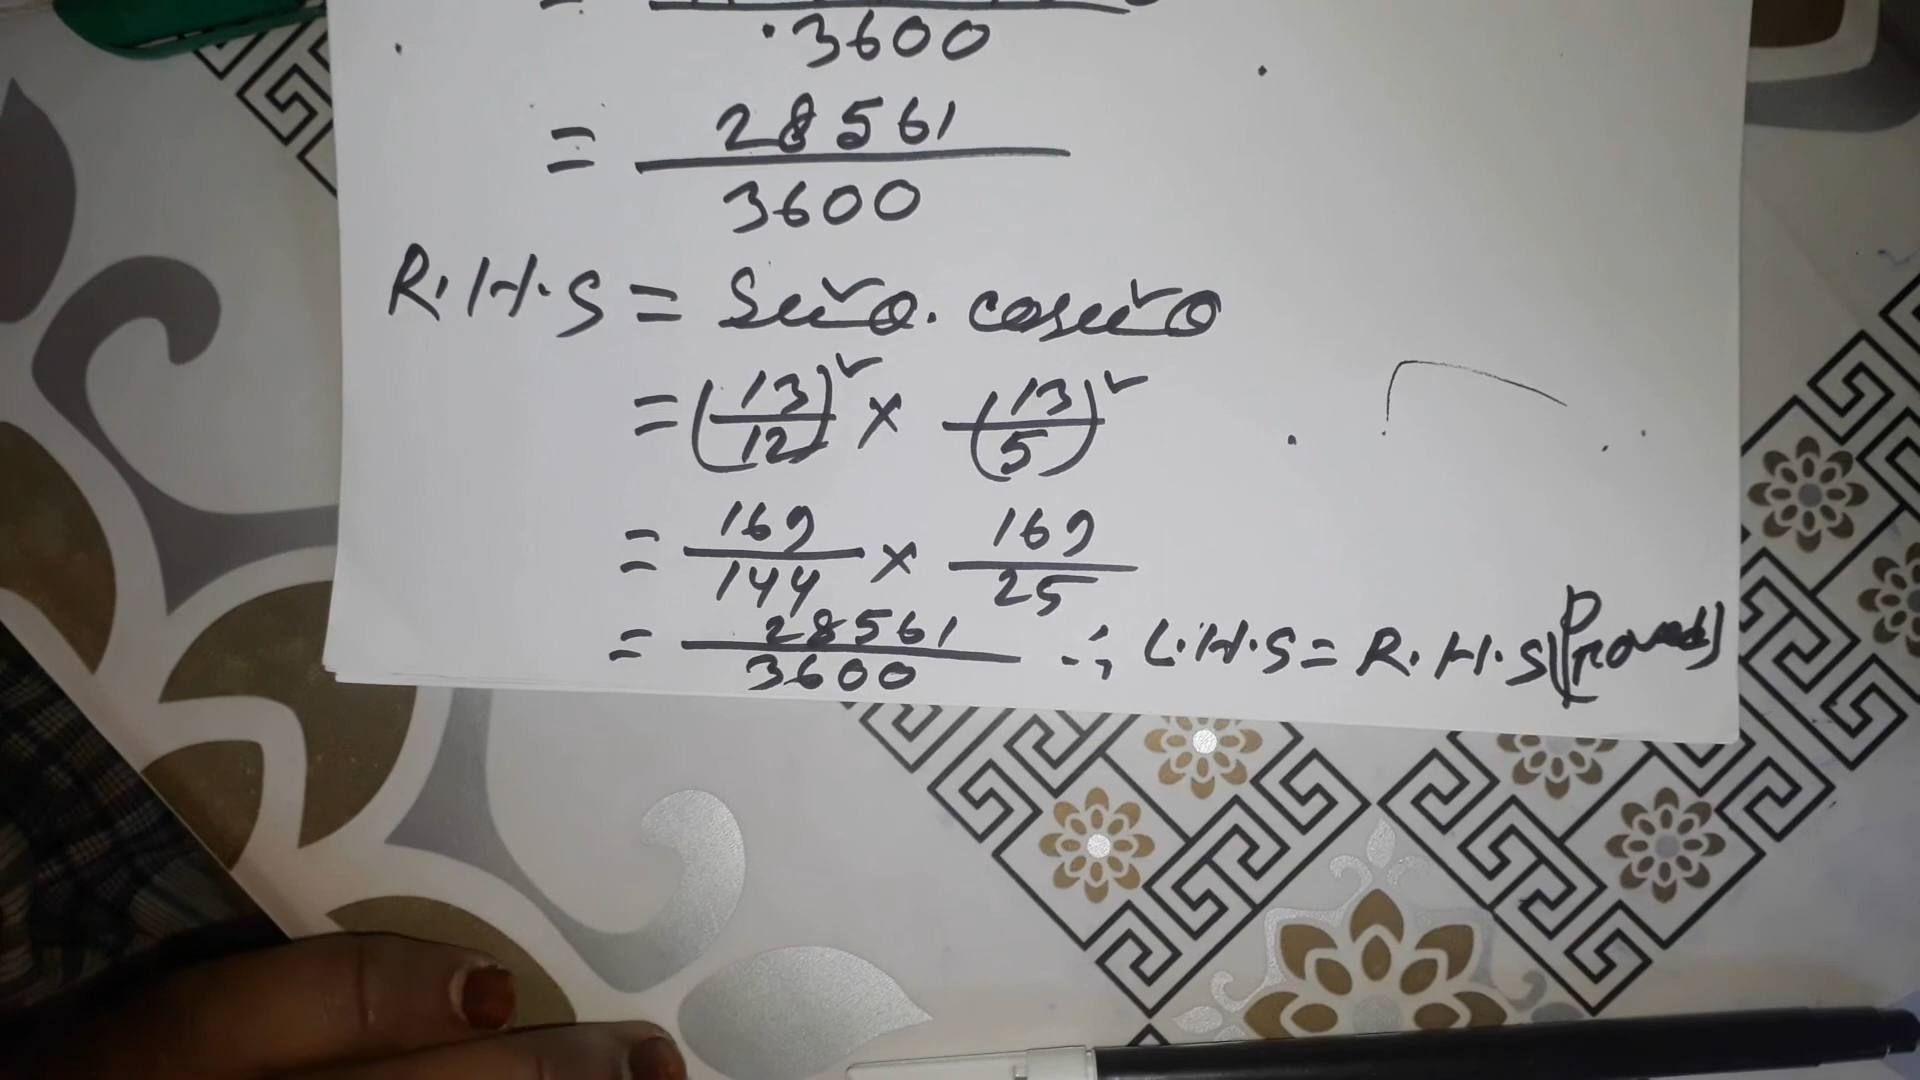 = /3600
= 28561/3600
R.H.S = Sec²θ. cosec²θ
= (13/12)² × (13/5)²
= 169/144 × 169/25
= 28561/3600 ∴ L.H.S = R.H.S (Proved)